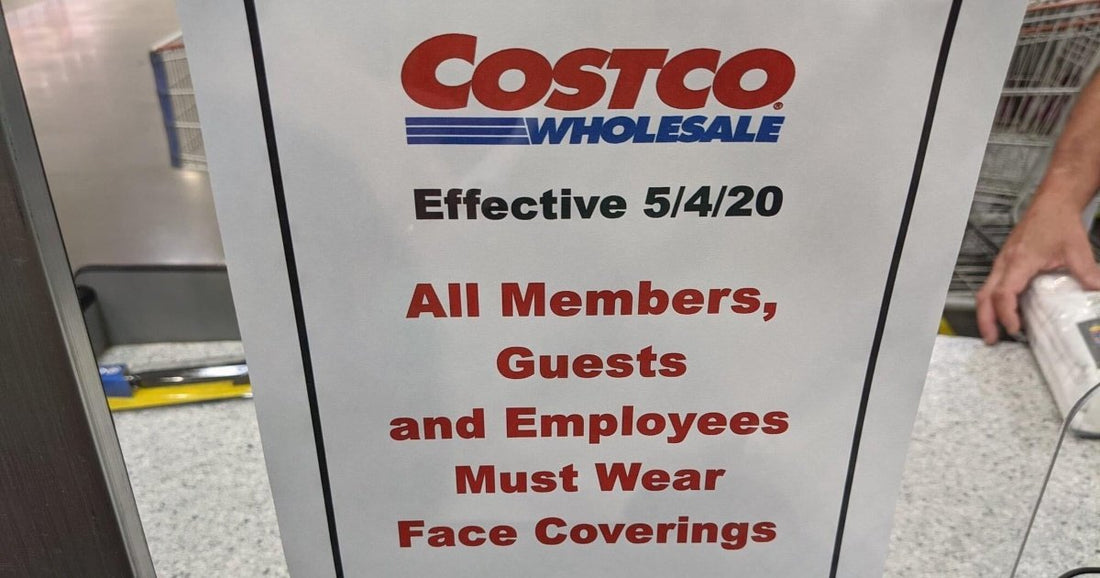 COSTCO
WHOLESALE
Effective 5/4/20
All Members,
Guests
and Employees
Must Wear
Face Coverings